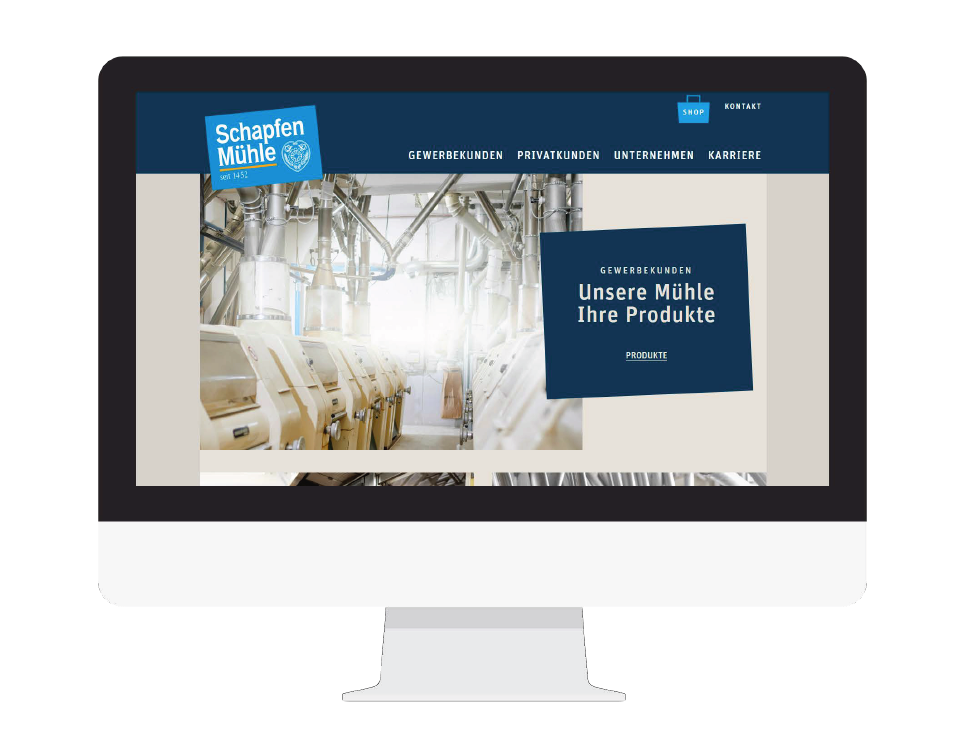 Schapfen
Mühle
seit 1452
SHOP
KONTAKT
GEWERBEKUNDEN PRIVATKUNDEN UNTERNEHMEN KARRIERE
GEWERBEKUNDEN
Unsere Mühle
Ihre Produkte
PRODUKTE